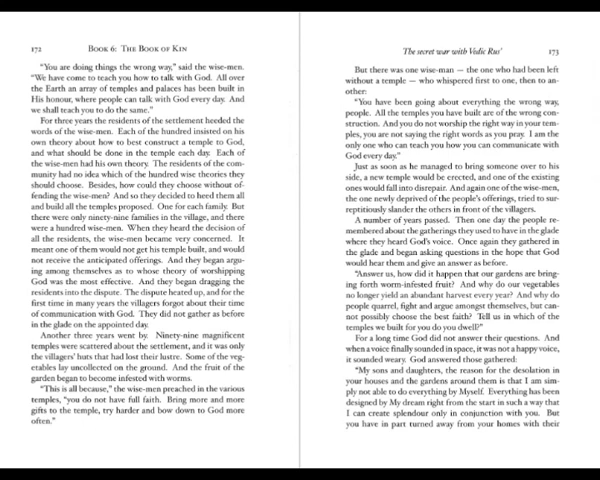 172 Book 6: The Book of Kin
"You are doing things the wrong way," said the wise-men.
"We have come to teach you how to talk with God. All over
the Earth an array of temples and palaces has been built in
His honour, where people can talk with God every day. And
we shall teach you to do the same."
For three years the residents of the settlement heeded the
words of the wise-men. Each of the hundred insisted on his
own theory about how to best construct a temple to God,
and what should be done in the temple each day. Each of
the wise-men had his own theory. The residents of the com-
munity had no idea which of the hundred wise theories they
should choose. Besides, how could they choose without of-
fending the wise-men? And so they decided to heed them all
and build all the temples proposed. One for each family. But
there were only ninety-nine families in the village, and there
were a hundred wise-men. When they heard the decision of
all the residents, the wise-men became very concerned. It
meant one of them would not get his temple built, and would
not receive the anticipated offerings. And they began argu-
ing among themselves as to whose theory of worshipping
God was the most effective. And they began dragging the
residents into the dispute. The dispute heated up, and for the
first time in many years the villagers forgot about their time
of communication with God. They did not gather as before
in the glade on the appointed day.
Another three years went by. Ninety-nine magnificent
temples were scattered about the settlement, and it was only
the villagers' huts that had lost their lustre. Some of the veg-
etables lay uncollected on the ground. And the fruit of the
garden began to become infested with worms.
"This is all because," the wise-men preached in the various
temples, "you do not have full faith. Bring more and more
gifts to the temple, try harder and bow down to God more
often."
The secret war with Vedic Rus' 173
But there was one wise-man — the one who had been left
without a temple — who whispered first to one, then to an-
other:
"You have been going about everything the wrong way,
people. All the temples you have built are of the wrong con-
struction. And you do not worship the right way in your tem-
ples, you are not saying the right words as you pray. I am the
only one who can teach you how you can communicate with
God every day."
Just as soon as he managed to bring someone over to his
side, a new temple would be erected, and one of the existing
ones would fall into disrepair. And again one of the wise-men,
the one newly deprived of the people's offerings, tried to sur-
reptitiously slander the others in front of the villagers.
A number of years passed. Then one day the people re-
membered about the gatherings they used to have in the glade
where they heard God's voice. Once again they gathered in
the glade and began asking questions in the hope that God
would hear them and give an answer as before.
"Answer us, how did it happen that our gardens are bring-
ing forth worm-infested fruit? And why do our vegetables
no longer yield an abundant harvest every year? And why do
people quarrel, fight and argue amongst themselves, but can-
not possibly choose the best faith? Tell us in which of the
temples we built for you do you dwell?"
For a long time God did not answer their questions. And
when a voice finally sounded in space, it was not a happy voice,
it sounded weary. God answered those gathered:
"My sons and daughters, the reason for the desolation in
your houses and the gardens around them is that I am sim-
ply not able to do everything by Myself. Everything has been
designed by My dream right from the start in such a way that
I can create splendour only in conjunction with you. But
you have in part turned away from your homes with their